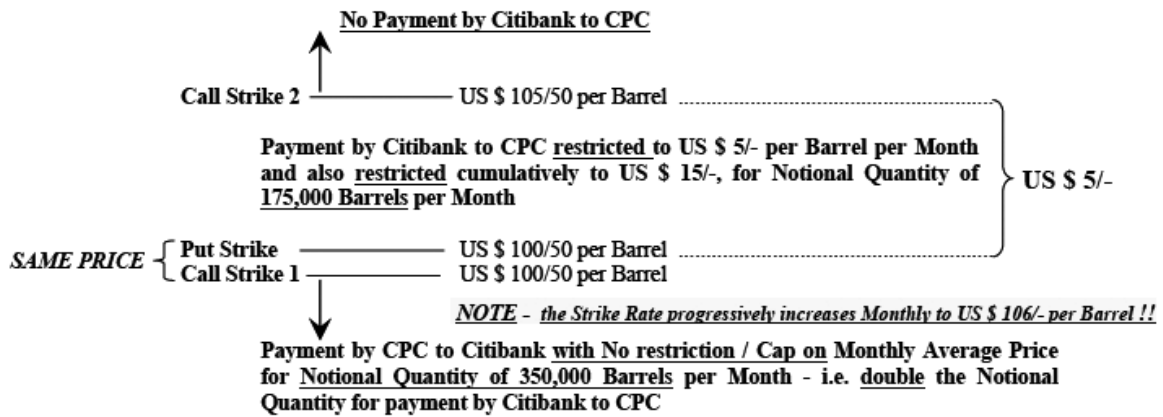 No Payment by Citibank to CPC
Call Strike 2 US $ 105/50 per Barrel
Payment by Citibank to CPC restricted to US $ 5/- per Barrel per Month
and also restricted cumulatively to US $ 15/-, for Notional Quantity of
175,000 Barrels per Month
US $ 5/-
SAME PRICE
Put Strike US $ 100/50 per Barrel
Call Strike 1 US $ 100/50 per Barrel
NOTE - the Strike Rate progressively increases Monthly to US $ 106/- per Barrel !!
Payment by CPC to Citibank with No restriction / Cap on Monthly Average Price
for Notional Quantity of 350,000 Barrels per Month - i.e. double the Notional
Quantity for payment by Citibank to CPC